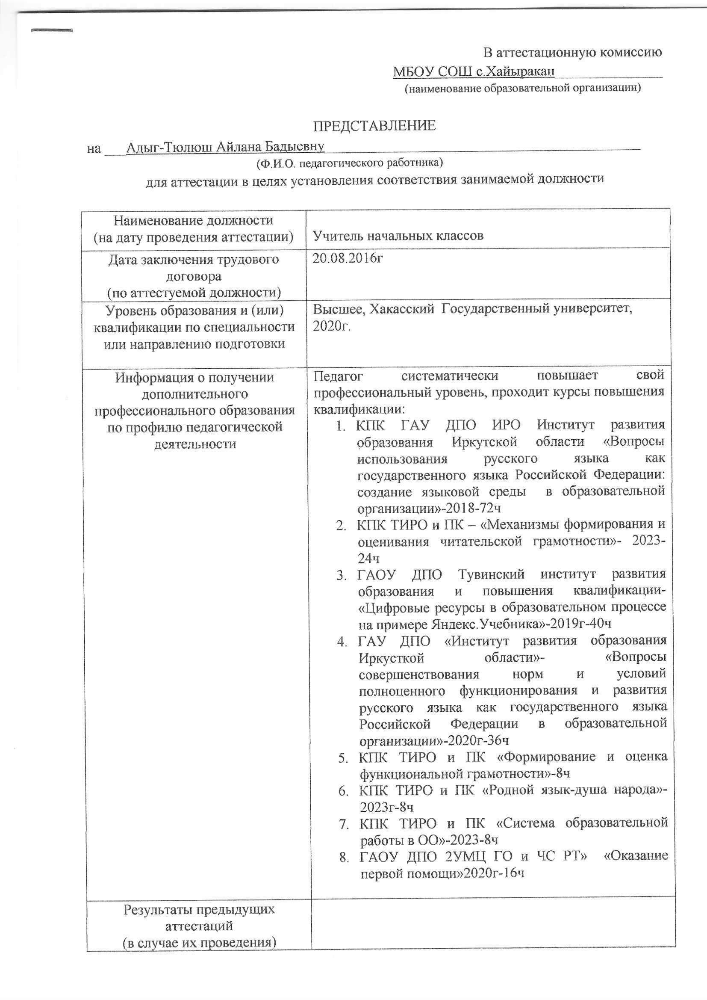 В аттестационную комиссию
МБОУ СОШ с.Хайыракан
(наименование образовательной организации)
ПРЕДСТАВЛЕНИЕ
на Адыг-Тюлюш Айлана Бадыевну
(Ф.И.О. педагогического работника)
для аттестации в целях установления соответствия занимаемой должности
Наименование должности
(на дату проведения аттестации)
Учитель начальных классов
Дата заключения трудового
договора
(по аттестуемой должности)
20.08.2016г
Уровень образования и (или)
квалификации по специальности
или направлению подготовки
Высшее, Хакасский Государственный университет,
2020г.
Информация о получении
дополнительного
профессионального образования
по профилю педагогической
деятельности
Педагог систематически повышает свой
профессиональный уровень, проходит курсы повышения
квалификации:
1. КПК ГАУ ДПО ИРО Институт развития
образования Иркутской области «Вопросы
использования русского языка как
государственного языка Российской Федерации:
создание языковой среды в образовательной
организации»-2018-72ч
2. КПК ТИРО и ПК – «Механизмы формирования и
оценивания читательской грамотности»- 2023-
24ч
3. ГАОУ ДПО Тувинский институт развития
образования и повышения квалификации-
«Цифровые ресурсы в образовательном процессе
на примере Яндекс.Учебника»-2019г-40ч
4. ГАУ ДПО «Институт развития образования
Иркусткой области»- «Вопросы
совершенствования норм и условий
полноценного функционирования и развития
русского языка как государственного языка
Российской Федерации в образовательной
организации»-2020г-36ч
5. КПК ТИРО и ПК «Формирование и оценка
функциональной грамотности»-8ч
6. КПК ТИРО и ПК «Родной язык-душа народа»-
2023г-8ч
7. КПК ТИРО и ПК «Система образовательной
работы в ОО»-2023-8ч
8. ГАОУ ДПО 2УМЦ ГО и ЧС РТ» «Оказание
первой помощи»2020г-16ч
Результаты предыдущих
аттестаций
(в случае их проведения)